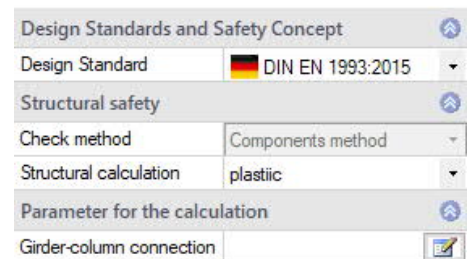 Design Standards and Safety Concept
Design Standard DIN EN 1993:2015
Structural safety
Check method Components method
Structural calculation plastiic
Parameter for the calculation
Girder-column connection